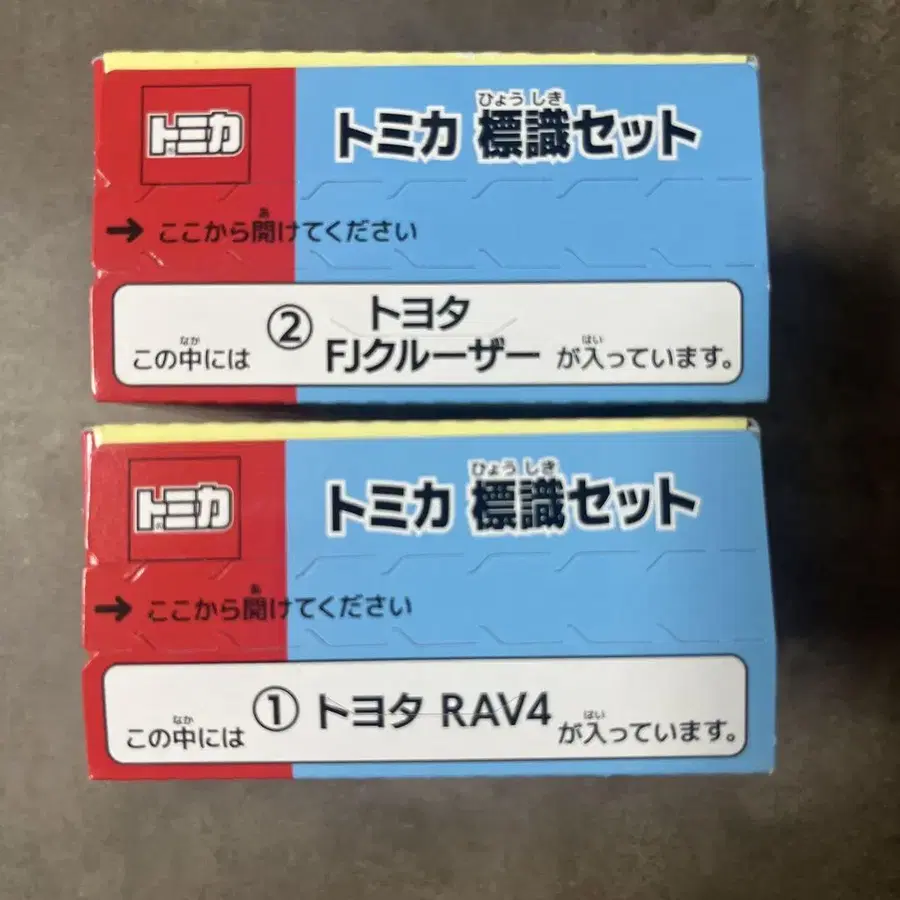 トミカ
ひょうしき
トミカ 標識セット
あ
→ ここから開けてください
② トヨタ
FJクルーザー
なか
この中には
はい
が入っています。
トミカ
ひょうしき
トミカ 標識セット
あ
→ ここから開けてください
① トヨタ RAV4
なか
この中には
はい
が入っています。